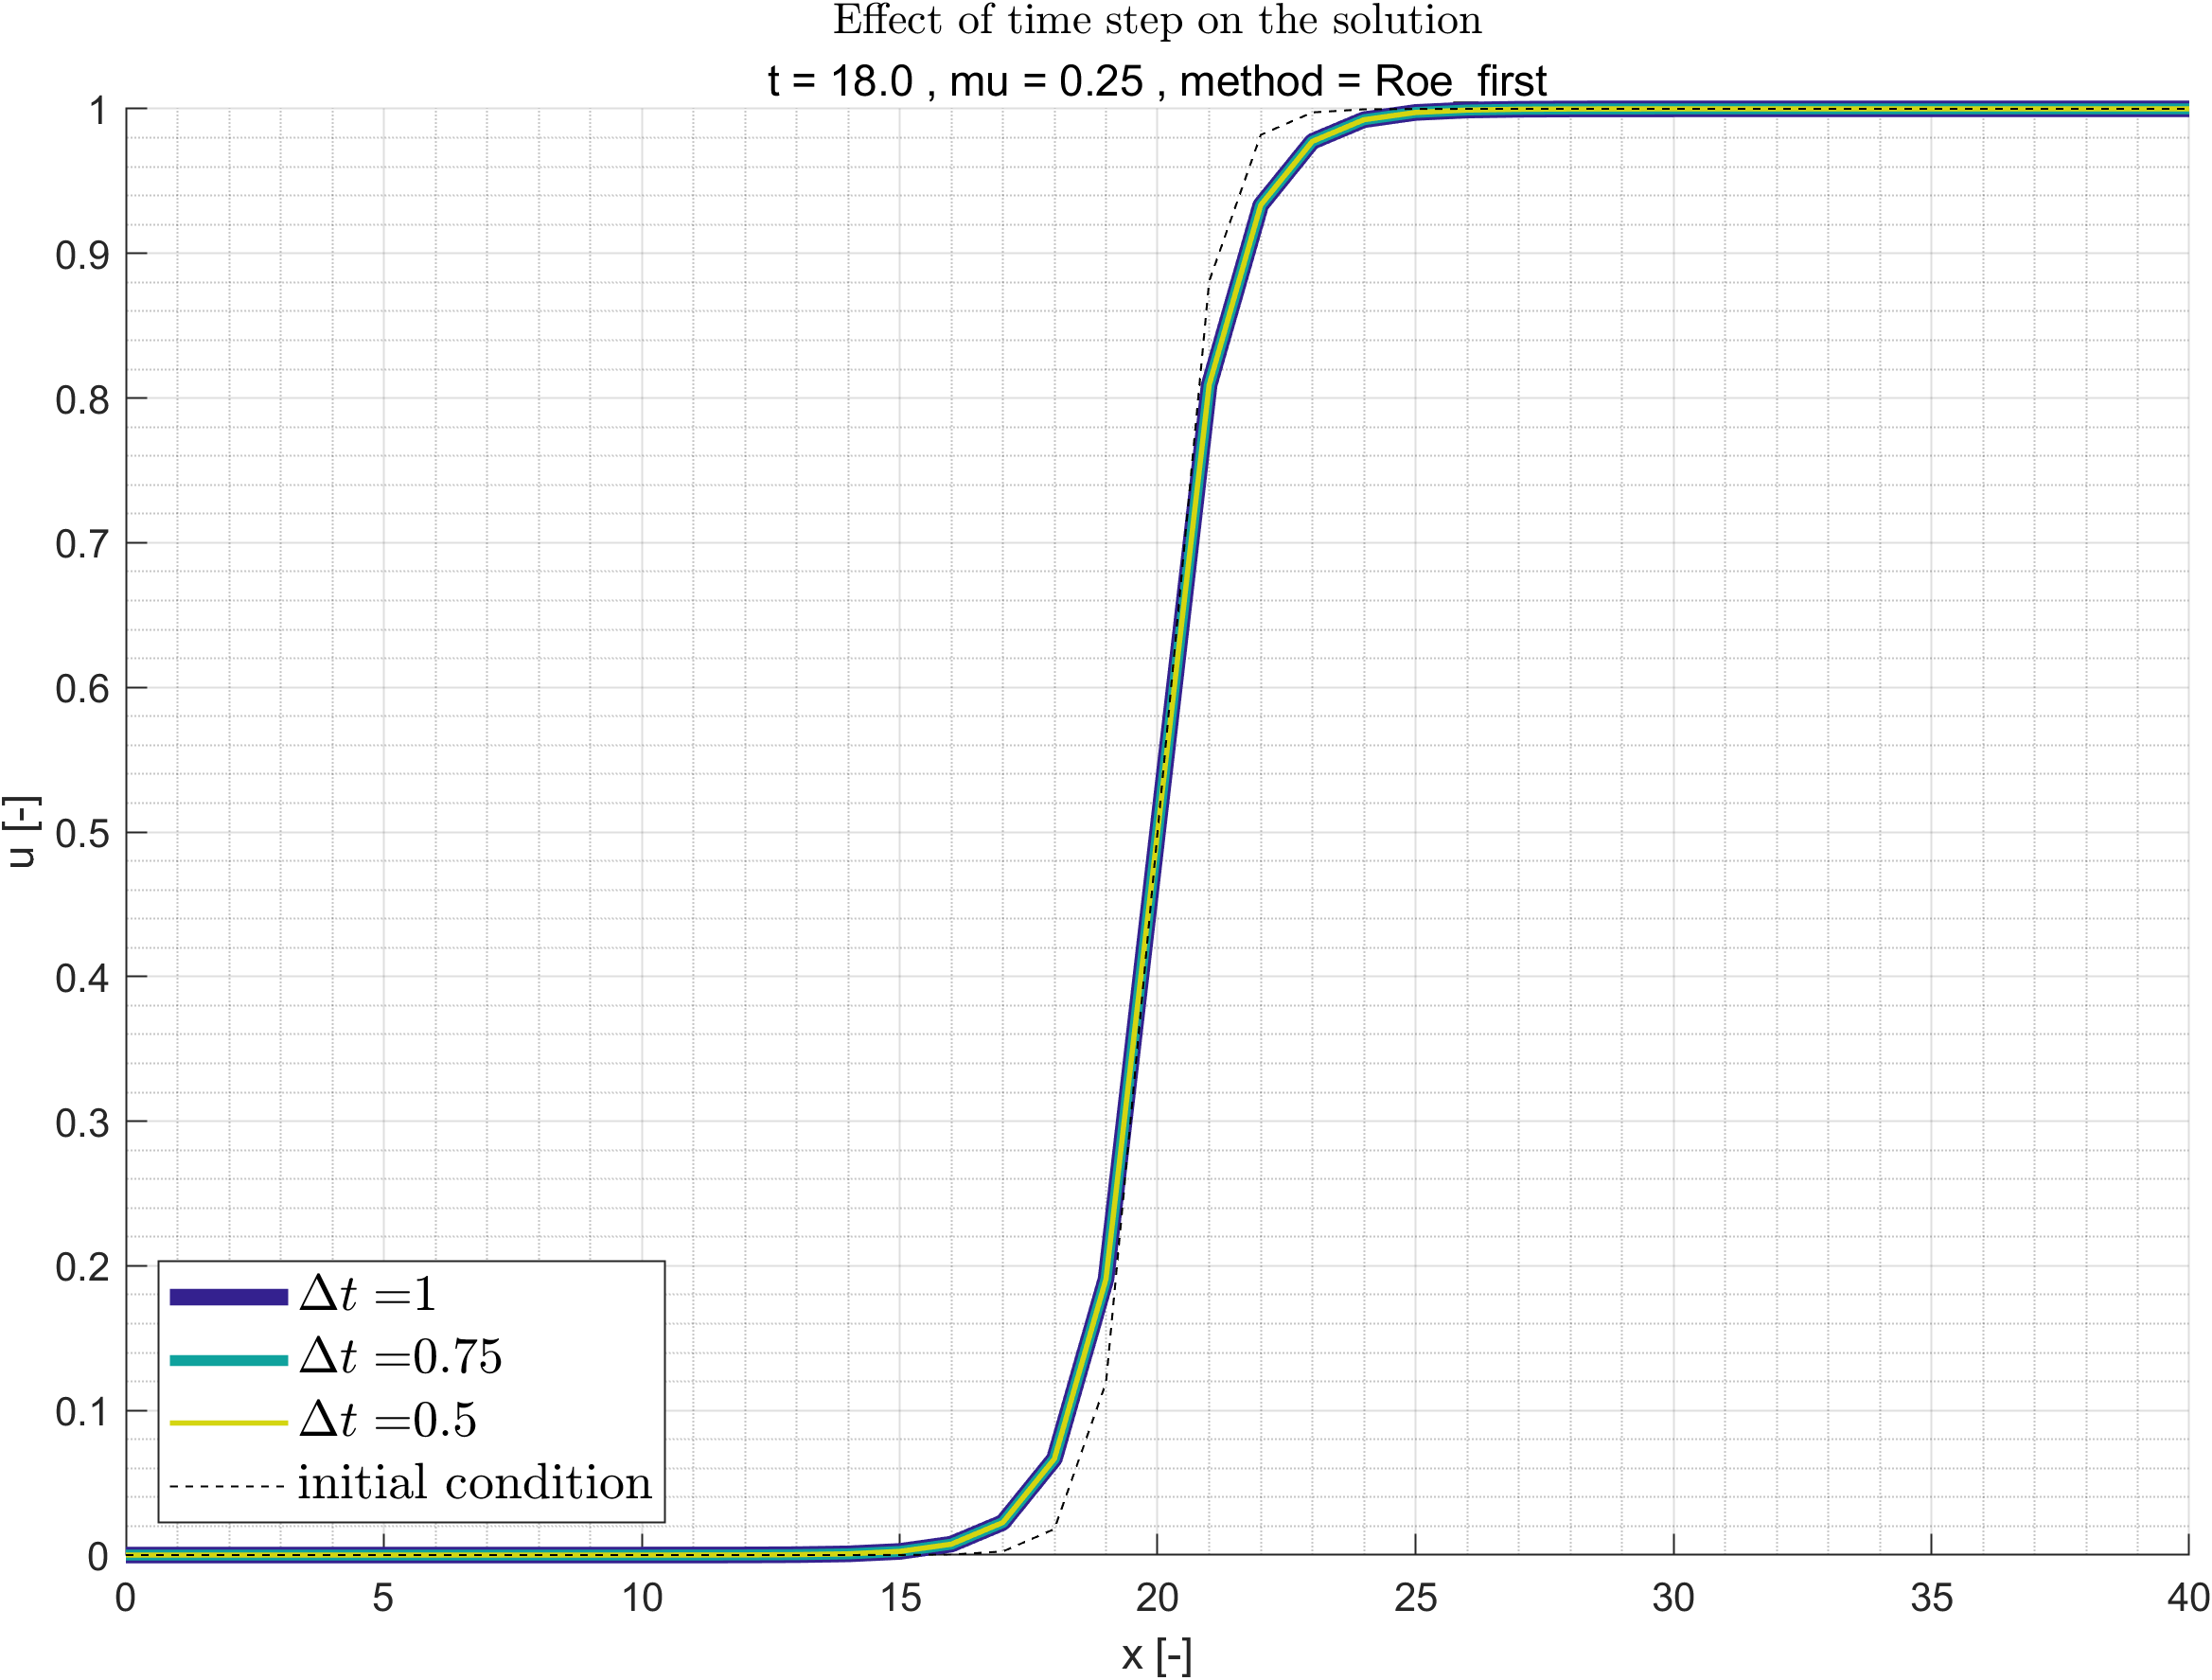 Effect of time step on the solution
t = 18.0 , mu = 0.25 , method = Roe  first
1
0.9
0.8
0.7
0.6
0.5
0.4
0.3
0.2
0.1
0
u [-]
Δt =1
Δt =0.75
Δt =0.5
initial condition
0 5 10 15 20 25 30 35 40
x [-]